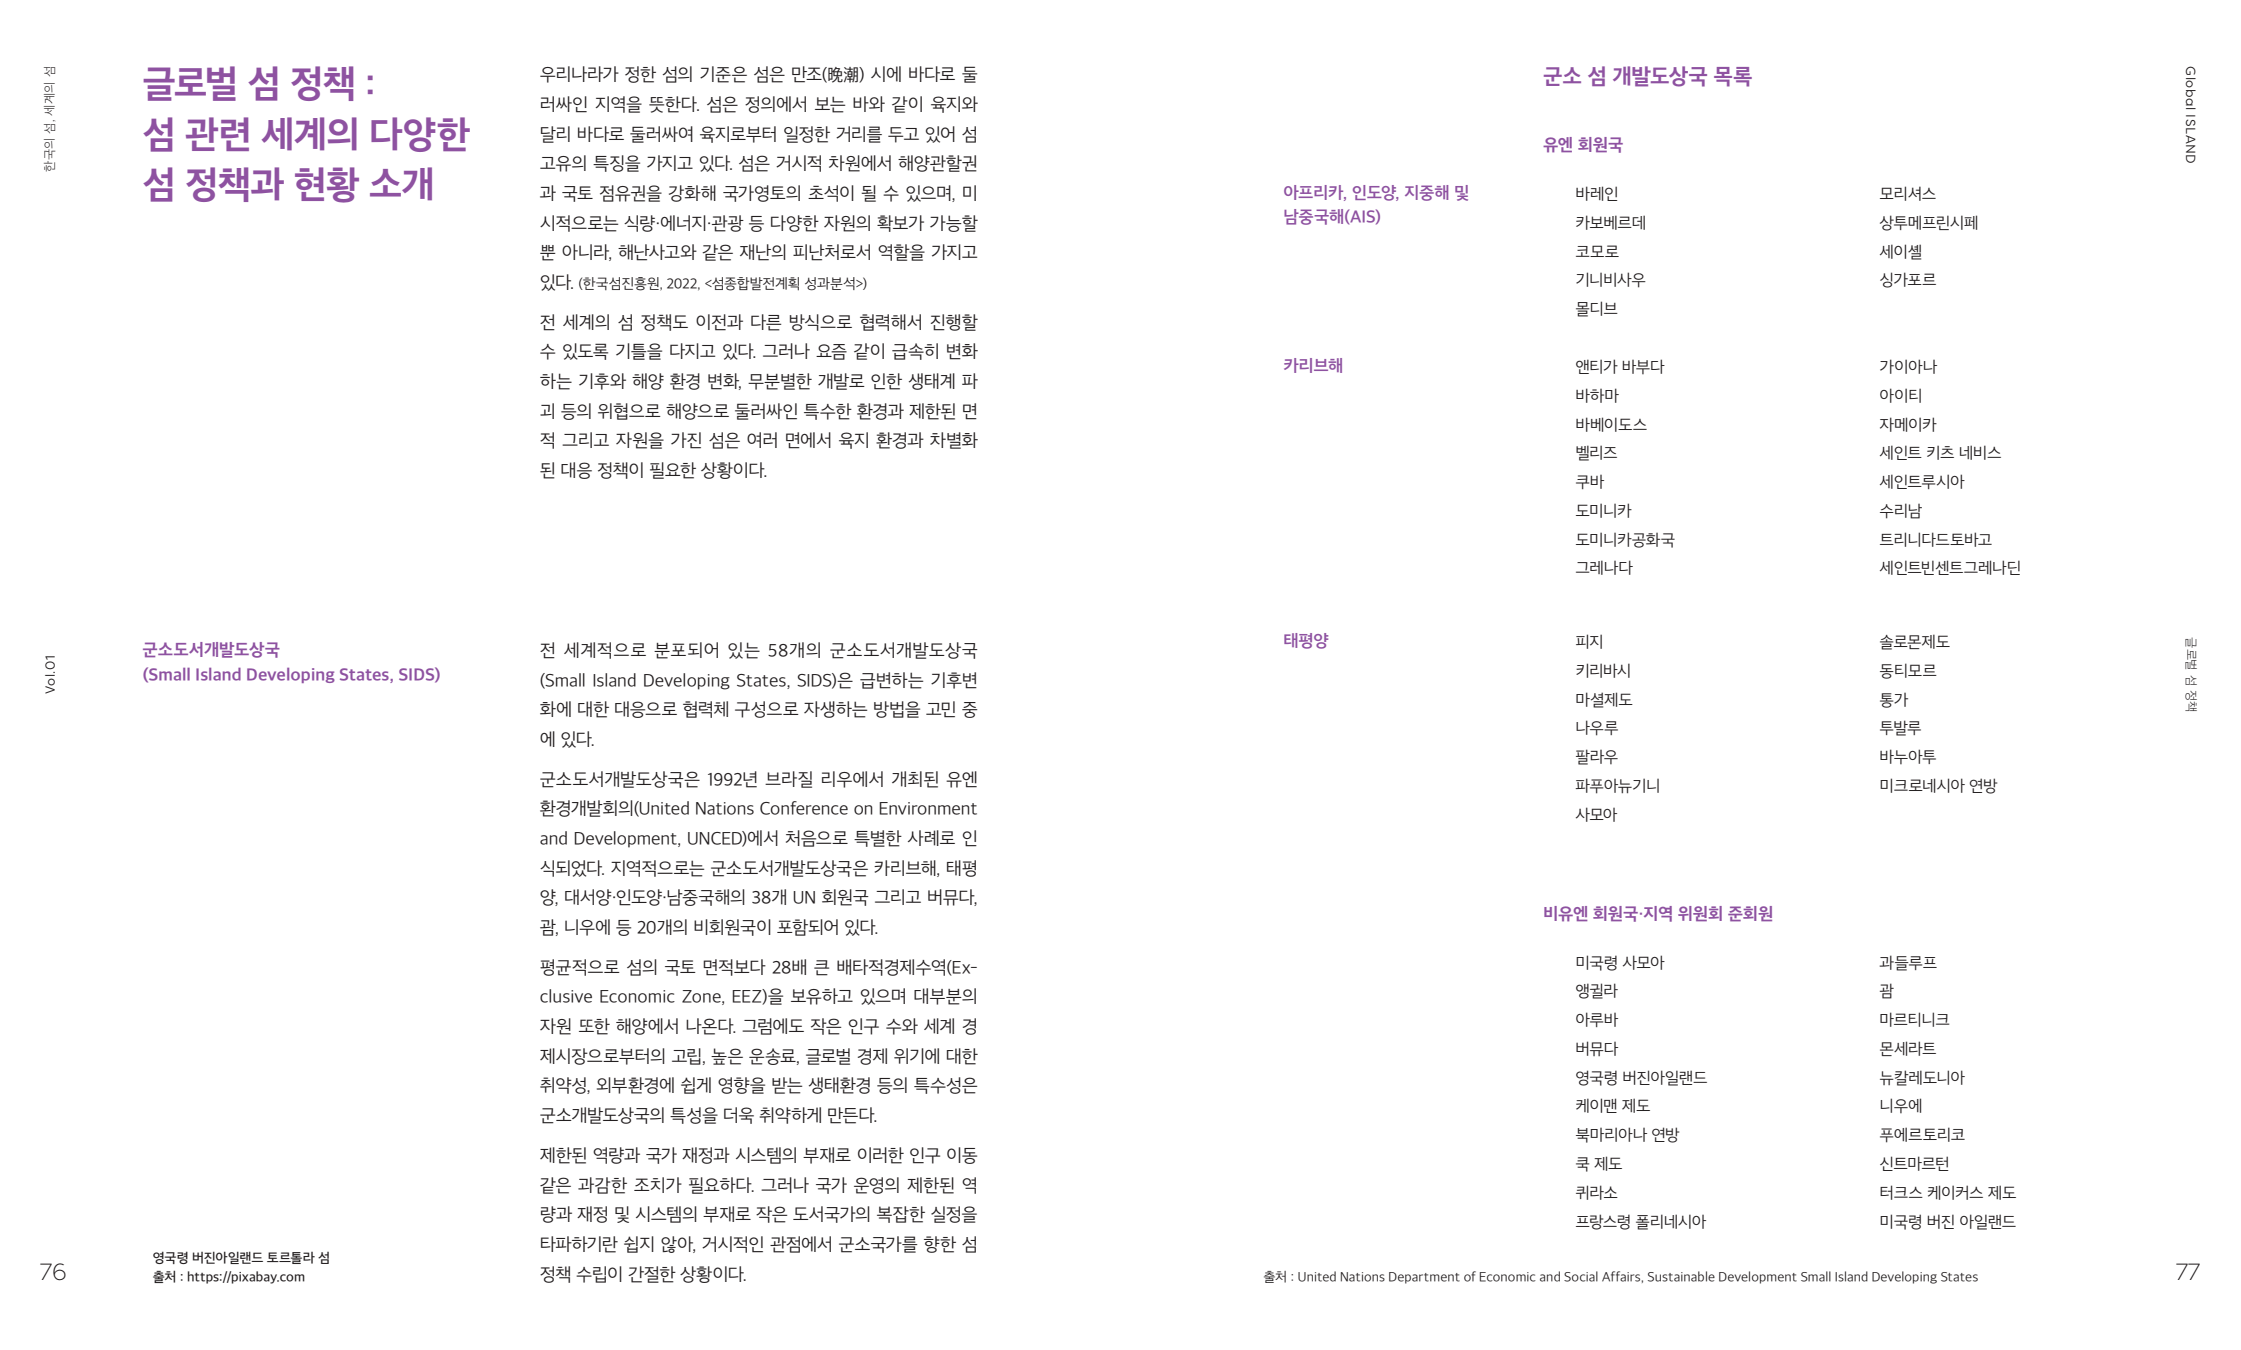 한국의 섬, 세계의 섬
Vol.01
76
글로벌 섬 정책 :
섬 관련 세계의 다양한
섬 정책과 현황 소개
우리나라가 정한 섬의 기준은 섬은 만조(晚潮) 시에 바다로 둘
러싸인 지역을 뜻한다. 섬은 정의에서 보는 바와 같이 육지와
달리 바다로 둘러싸여 육지로부터 일정한 거리를 두고 있어 섬
고유의 특징을 가지고 있다. 섬은 거시적 차원에서 해양관할권
과 국토 점유권을 강화해 국가영토의 초석이 될 수 있으며, 미
시적으로는 식량·에너지·관광 등 다양한 자원의 확보가 가능할
뿐 아니라, 해난사고와 같은 재난의 피난처로서 역할을 가지고
있다. (한국섬진흥원, 2022, <섬종합발전계획 성과분석>)
전 세계의 섬 정책도 이전과 다른 방식으로 협력해서 진행할
수 있도록 기틀을 다지고 있다. 그러나 요즘 같이 급속히 변화
하는 기후와 해양 환경 변화, 무분별한 개발로 인한 생태계 파
괴 등의 위협으로 해양으로 둘러싸인 특수한 환경과 제한된 면
적 그리고 자원을 가진 섬은 여러 면에서 육지 환경과 차별화
된 대응 정책이 필요한 상황이다.
군소도서개발도상국
(Small Island Developing States, SIDS)
전 세계적으로 분포되어 있는 58개의 군소도서개발도상국
(Small Island Developing States, SIDS)은 급변하는 기후변
화에 대한 대응으로 협력체 구성으로 자생하는 방법을 고민 중
에 있다.
군소도서개발도상국은 1992년 브라질 리우에서 개최된 유엔
환경개발회의(United Nations Conference on Environment
and Development, UNCED)에서 처음으로 특별한 사례로 인
식되었다. 지역적으로는 군소도서개발도상국은 카리브해, 태평
양, 대서양·인도양·남중국해의 38개 UN 회원국 그리고 버뮤다,
괌, 니우에 등 20개의 비회원국이 포함되어 있다.
평균적으로 섬의 국토 면적보다 28배 큰 배타적경제수역(Ex-
clusive Economic Zone, EEZ)을 보유하고 있으며 대부분의
자원 또한 해양에서 나온다. 그럼에도 작은 인구 수와 세계 경
제시장으로부터의 고립, 높은 운송료, 글로벌 경제 위기에 대한
취약성, 외부환경에 쉽게 영향을 받는 생태환경 등의 특수성은
군소개발도상국의 특성을 더욱 취약하게 만든다.
제한된 역량과 국가 재정과 시스템의 부재로 이러한 인구 이동
같은 과감한 조치가 필요하다. 그러나 국가 운영의 제한된 역
량과 재정 및 시스템의 부재로 작은 도서국가의 복잡한 실정을
타파하기란 쉽지 않아, 거시적인 관점에서 군소국가를 향한 섬
정책 수립이 간절한 상황이다.
영국령 버진아일랜드 토르톨라 섬
출처 : https://pixabay.com
군소 섬 개발도상국 목록
유엔 회원국
아프리카, 인도양, 지중해 및
남중국해(AIS)
바레인
카보베르데
코모로
기니비사우
몰디브
모리셔스
상투메프린시페
세이셸
싱가포르
카리브해
앤티가 바부다
바하마
바베이도스
벨리즈
쿠바
도미니카
도미니카공화국
그레나다
가이아나
아이티
자메이카
세인트 키츠 네비스
세인트루시아
수리남
트리니다드토바고
세인트빈센트그레나딘
태평양
피지
키리바시
마셜제도
나우루
팔라우
파푸아뉴기니
사모아
솔로몬제도
동티모르
통가
투발루
바누아투
미크로네시아 연방
비유엔 회원국·지역 위원회 준회원
미국령 사모아
앵귈라
아루바
버뮤다
영국령 버진아일랜드
케이맨 제도
북마리아나 연방
쿡 제도
퀴라소
프랑스령 폴리네시아
과들루프
괌
마르티니크
몬세라트
뉴칼레도니아
니우에
푸에르토리코
신트마르턴
터크스 케이커스 제도
미국령 버진 아일랜드
출처 : United Nations Department of Economic and Social Affairs, Sustainable Development Small Island Developing States
Global ISLAND
글로벌 섬 정책
77